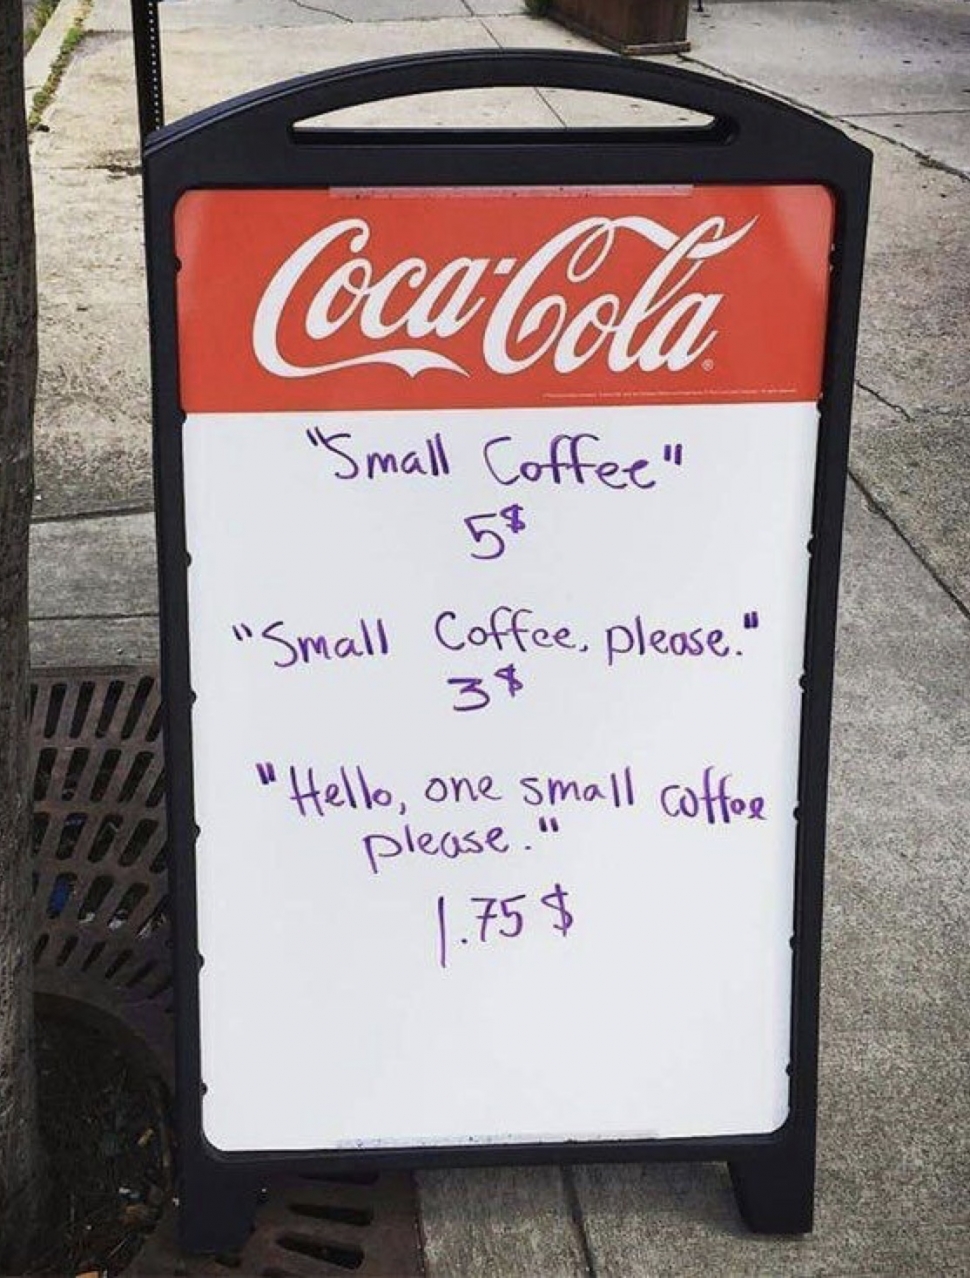 Coca-Cola®
"Small Coffee"
5$
"Small Coffee, please."
3$
"Hello, one small coffee
please."
1.75$